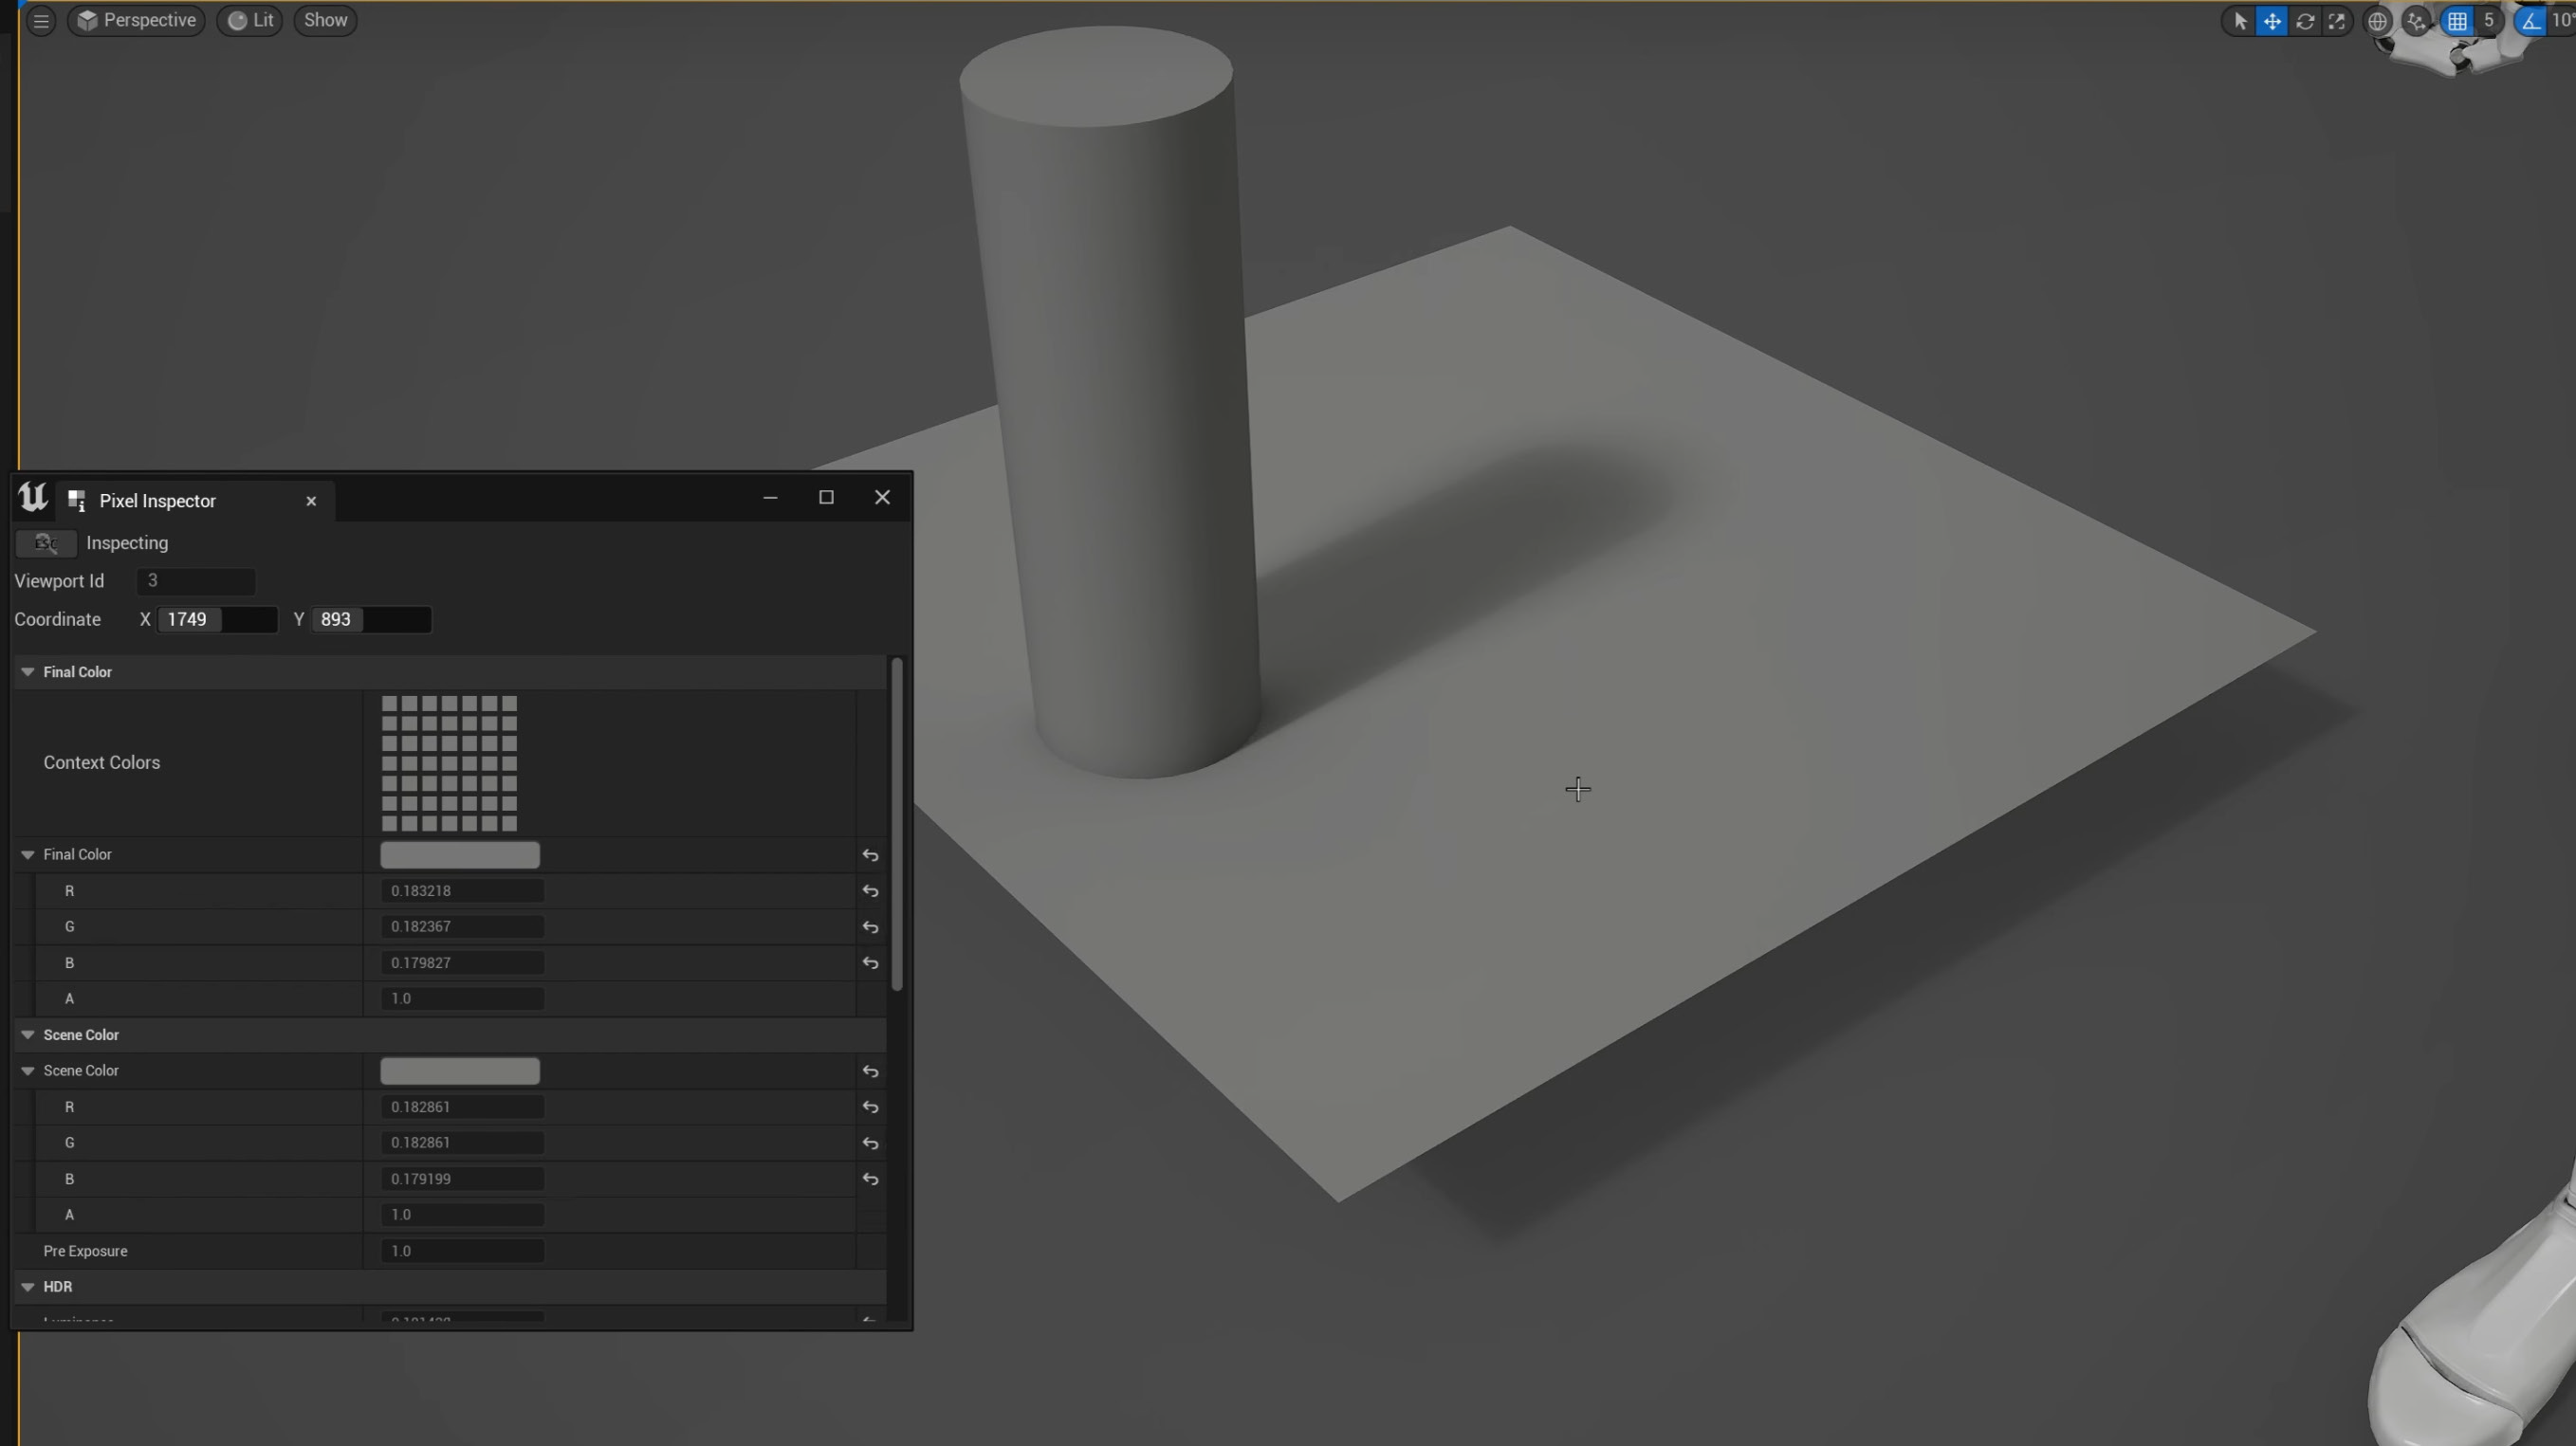 Perspective
Lit
Show
5
10°
Pixel Inspector
Inspecting
Viewport Id 3
Coordinate X 1749 Y 893
Final Color
Context Colors
Final Color
R 0.183218
G 0.182367
B 0.179827
A 1.0
Scene Color
Scene Color
R 0.182861
G 0.182861
B 0.179199
A 1.0
Pre Exposure 1.0
HDR